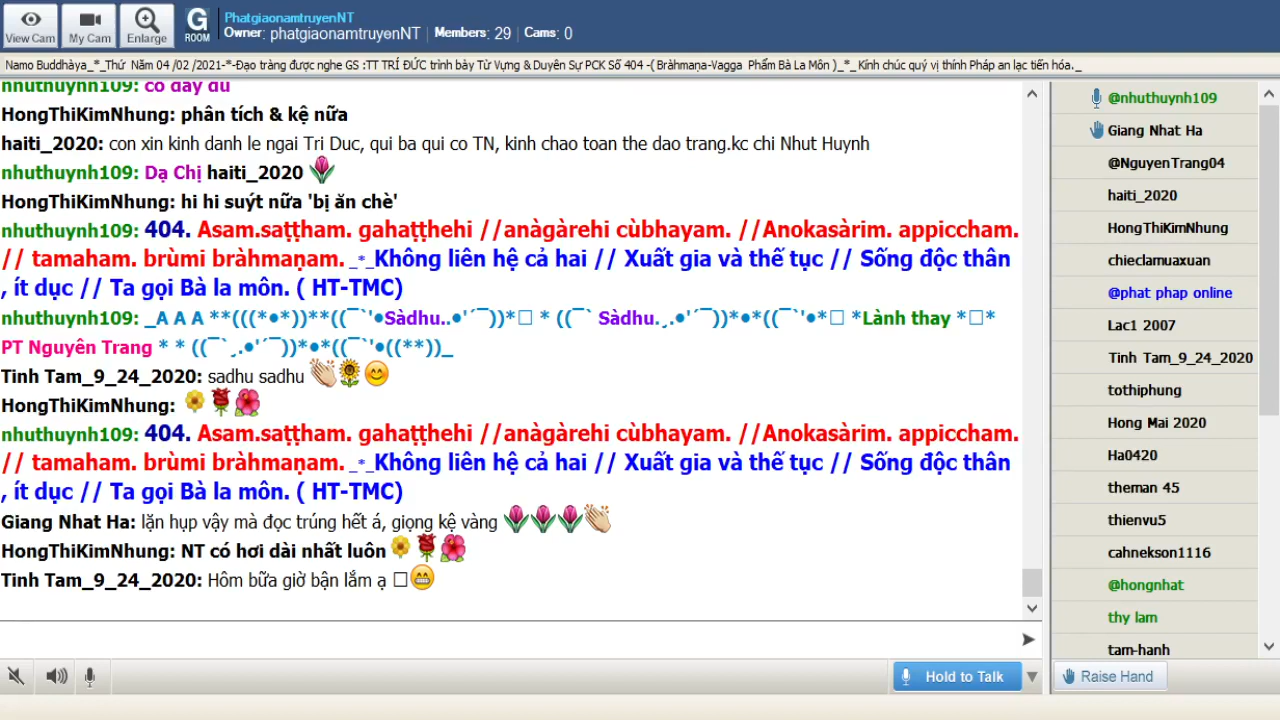 View Cam
My Cam
Enlarge
G
ROOM
PhatgiaonamtruyenNT
Owner: phatgiaonamtruyenNT | Members: 29 | Cams: 0
Namo Buddhàya_*_Thứ Năm 04 /02 /2021-*-Đạo tràng được nghe GS :TT TRÍ ĐỨC trình bày Từ Vựng & Duyên Sự PCK Số 404 -( Bràhmaṇa-Vagga Phẩm Bà La Môn )_*_ Kính chúc quý vị thính Pháp an lạc tiến hóa._
nhuthuynh109: có đầy đủ
HongThiKimNhung: phân tích & kệ nữa
haiti_2020: con xin kinh danh le ngai Tri Duc, qui ba qui co TN, kinh chao toan the dao trang.kc chi Nhut Huynh
nhuthuynh109: Dạ Chị haiti_2020
HongThiKimNhung: hi hi suýt nữa 'bị ăn chè'
nhuthuynh109: 404. Asam.saṭṭham. gahaṭṭhehi //anàgàrehi cùbhayam. //Anokasàrim. appiccham.
// tamaham. brùmi bràhmaṇam. _*_Không liên hệ cả hai // Xuất gia và thế tục // Sống độc thân
, ít dục // Ta gọi Bà la môn. ( HT-TMC)
nhuthuynh109: _A A A **(((*•*))**((¯`'•Sàdhu..•'´¯))*□ * ((¯` Sàdhu.¸.•'´¯))*•*((¯`'•*□ *Lành thay *□*
PT Nguyên Trang * * ((¯`¸.•'´¯))*•*((¯`'•((**))_
Tinh Tam_9_24_2020: sadhu sadhu 👏🌻😊
HongThiKimNhung:
nhuthuynh109: 404. Asam.saṭṭham. gahaṭṭhehi //anàgàrehi cùbhayam. //Anokasàrim. appiccham.
// tamaham. brùmi bràhmaṇam. _*_Không liên hệ cả hai // Xuất gia và thế tục // Sống độc thân
, ít dục // Ta gọi Bà la môn. ( HT-TMC)
Giang Nhat Ha: lặn hụp vậy mà đọc trúng hết á, giọng kệ vàng 🌷🌷🌷👏
HongThiKimNhung: NT có hơi dài nhất luôn
Tinh Tam_9_24_2020: Hôm bữa giờ bận lắm ạ □😁
Hold to Talk
@nhuthuynh109
Giang Nhat Ha
@NguyenTrang04
haiti_2020
HongThiKimNhung
chieclamuaxuan
@phat phap online
Lac1 2007
Tinh Tam_9_24_2020
tothiphung
Hong Mai 2020
Ha0420
theman 45
thienvu5
cahnekson1116
@hongnhat
thy lam
tam-hanh
Raise Hand